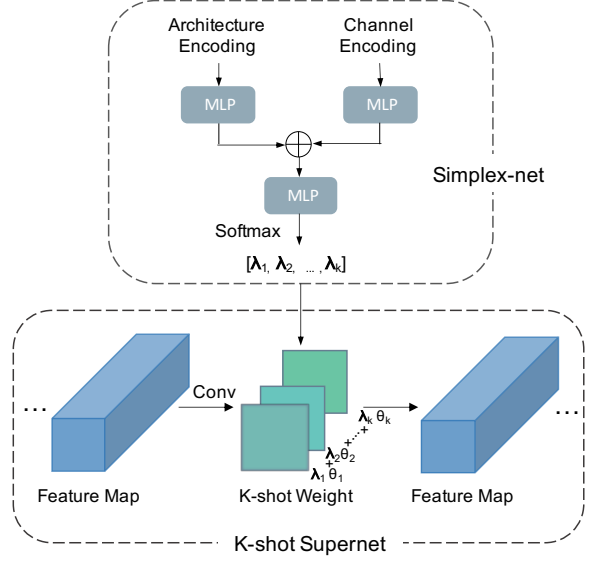 Architecture Encoding
Channel Encoding
MLP
MLP
MLP
Simplex-net
Softmax
[λ1, λ2, ... , λk]
...
Conv
λ1 θ1 + λ2θ2 +...+ λk θk
...
Feature Map
K-shot Weight
Feature Map
K-shot Supernet